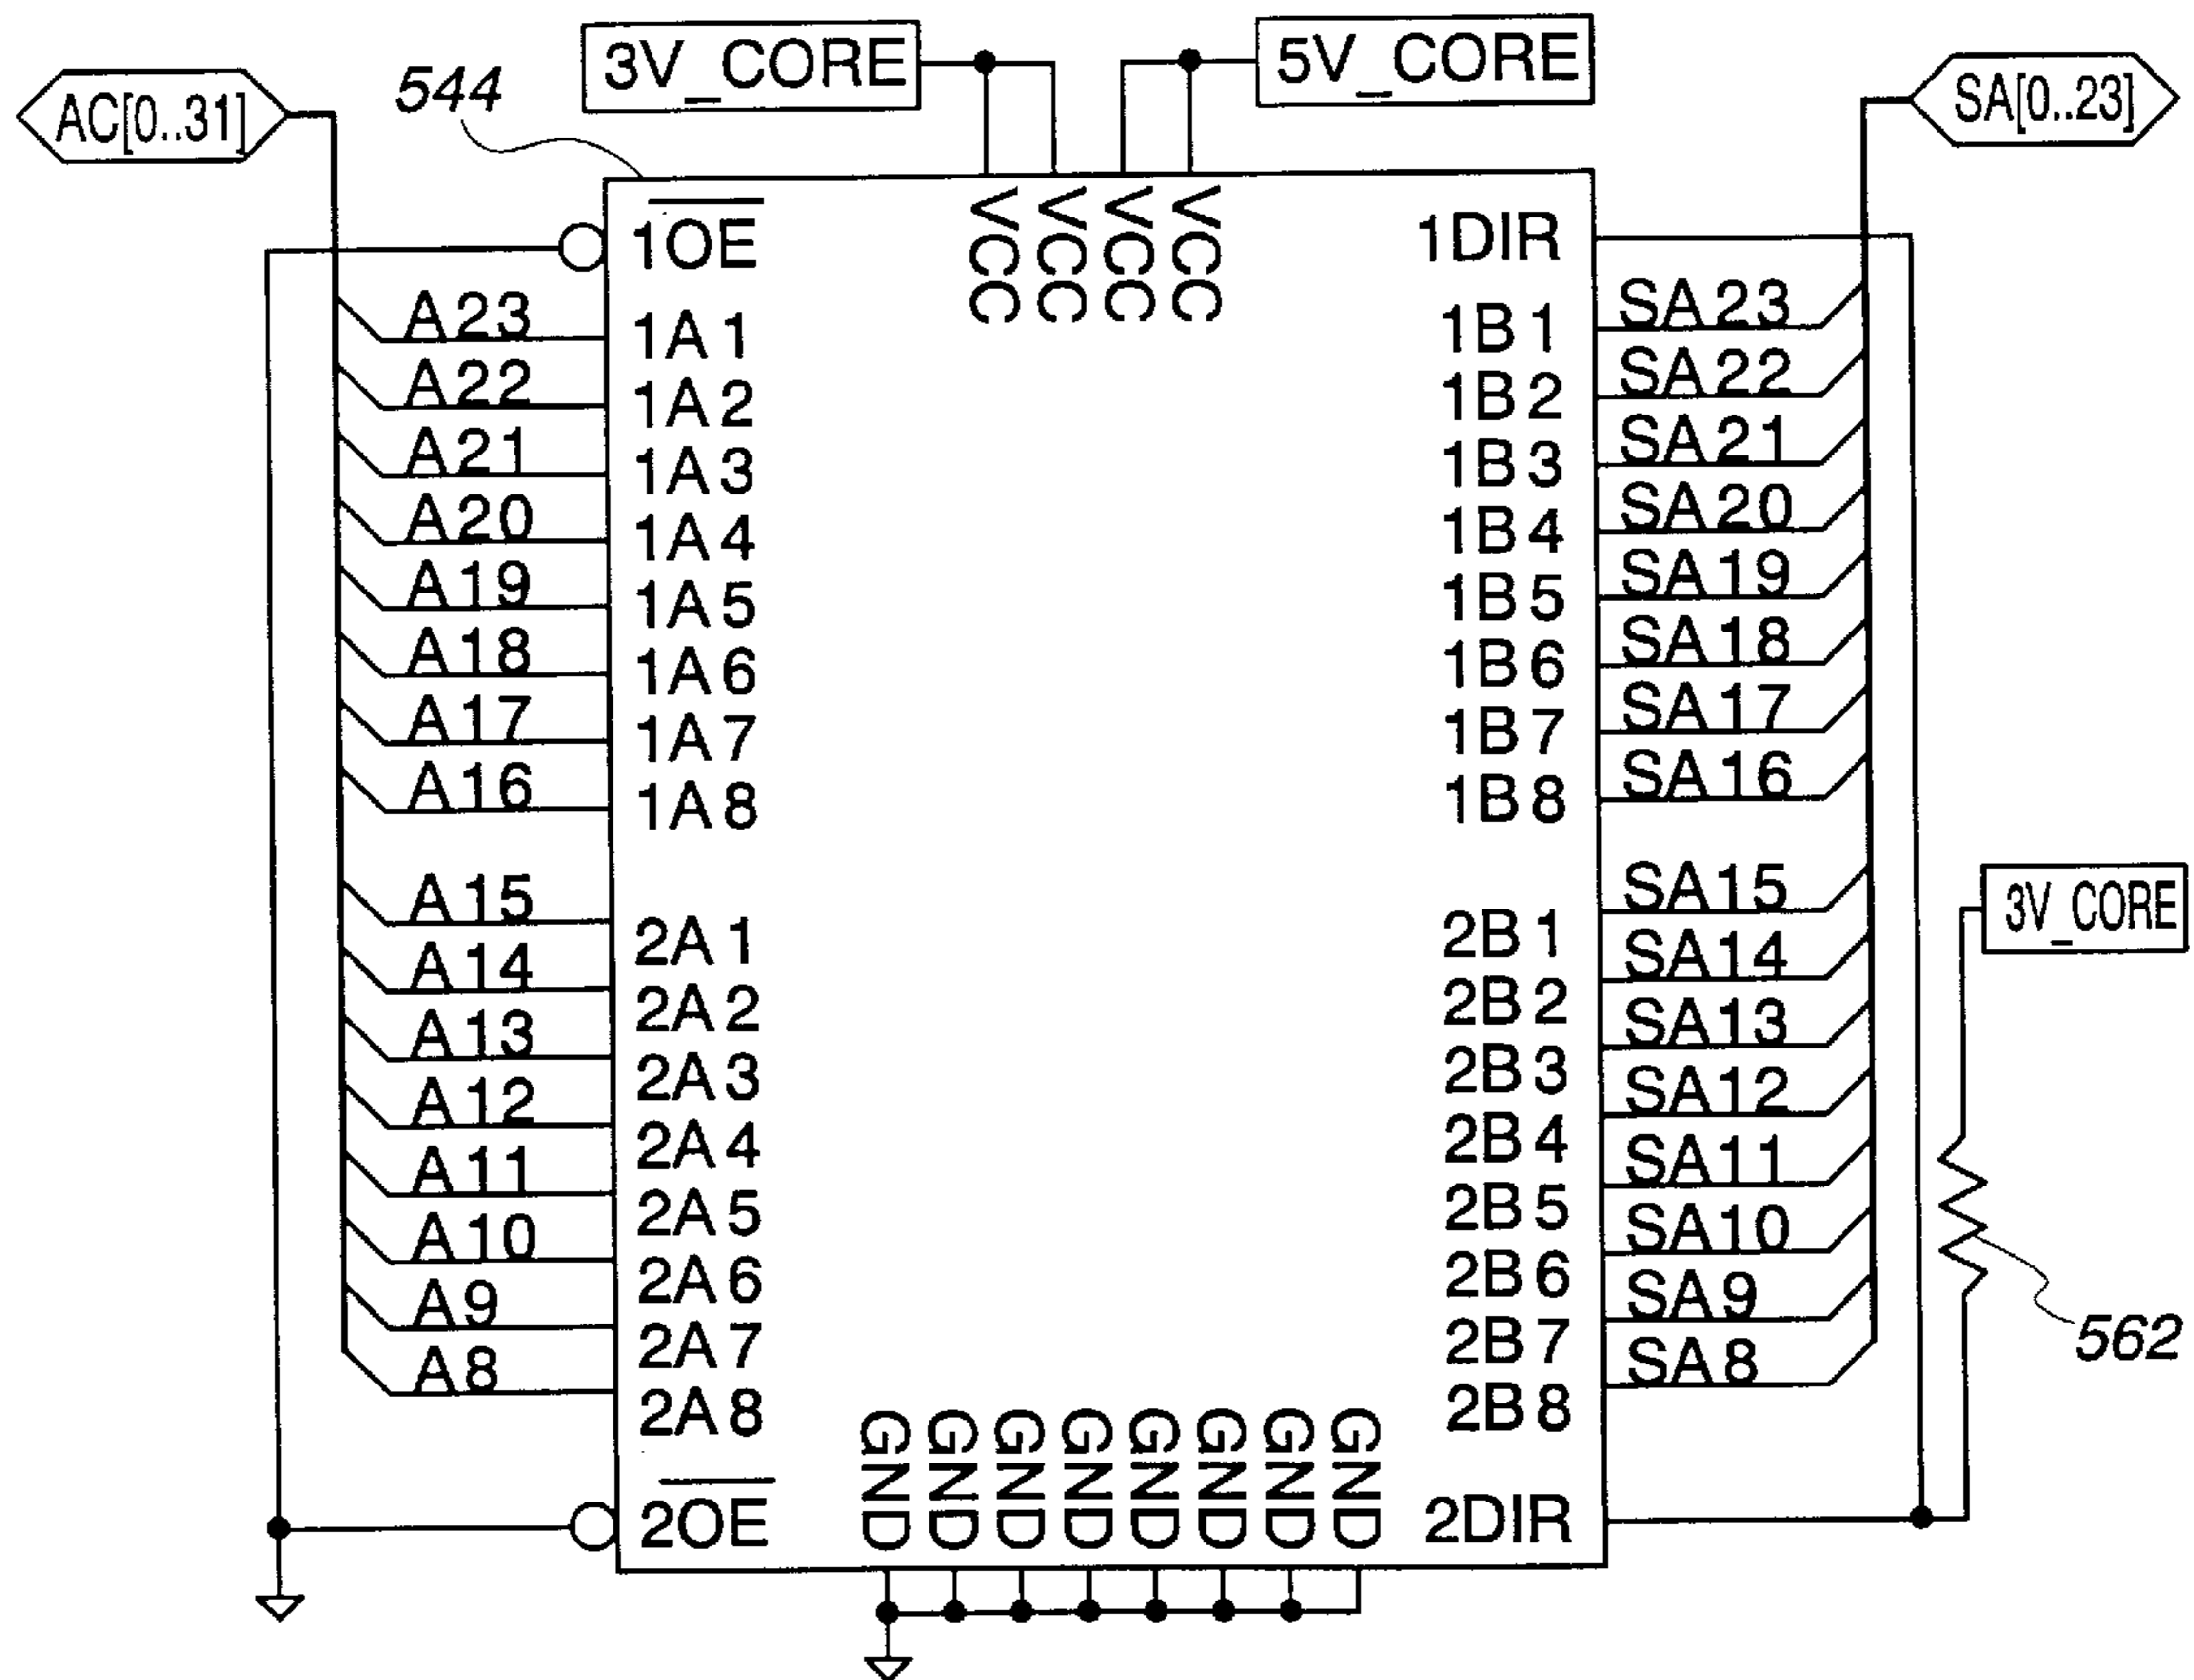 3V_CORE
5V_CORE
AC[0..31]
544
SA[0..23]
1OE
VCC
VCC
VCC
VCC
1DIR
A23
1A1
1B1
SA23
A22
1A2
1B2
SA22
A21
1A3
1B3
SA21
A20
1A4
1B4
SA20
A19
1A5
1B5
SA19
A18
1A6
1B6
SA18
A17
1A7
1B7
SA17
A16
1A8
1B8
SA16
A15
2A1
2B1
SA15
3V_CORE
A14
2A2
2B2
SA14
A13
2A3
2B3
SA13
A12
2A4
2B4
SA12
A11
2A5
2B5
SA11
A10
2A6
2B6
SA10
A9
2A7
2B7
SA9
562
A8
2A8
2B8
SA8
GND
GND
GND
GND
GND
GND
GND
GND
2OE
2DIR